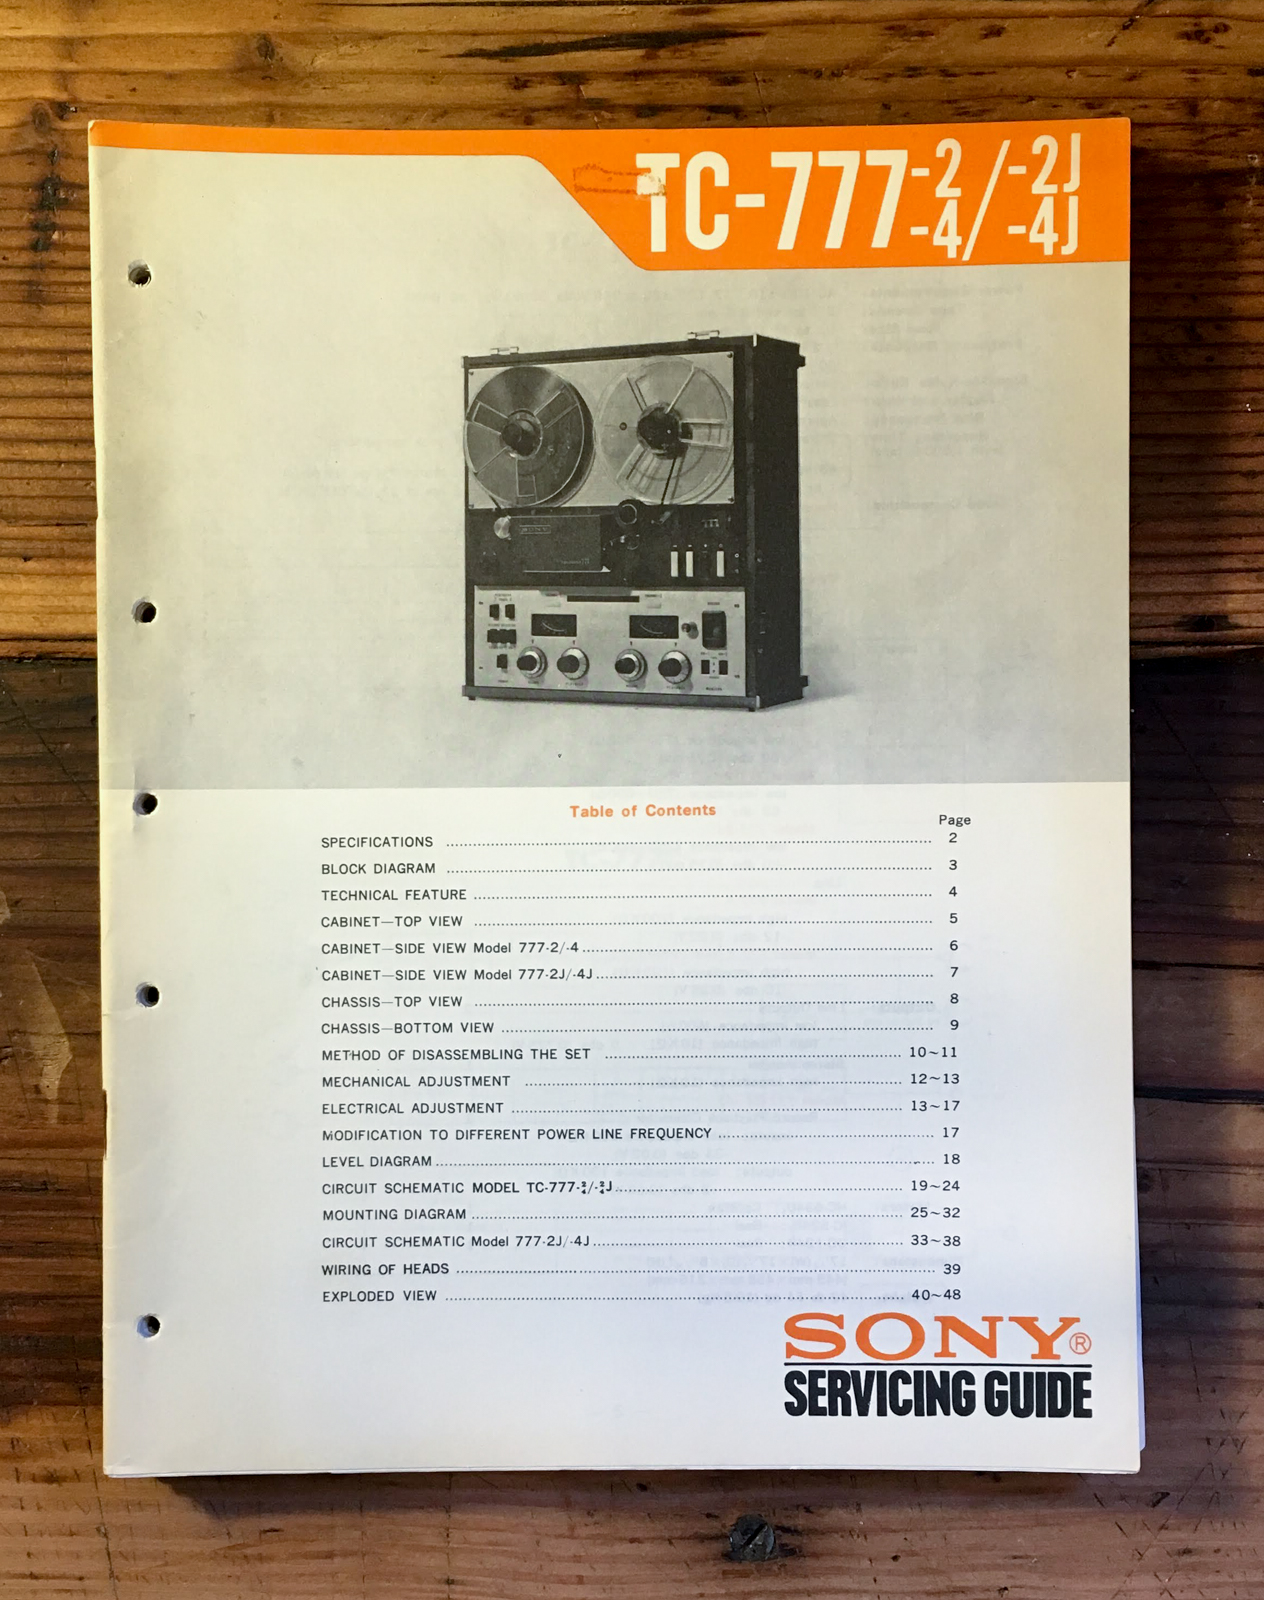 TC-777-2/-2J
-4/-4J
SONY
Table of Contents
Page
SPECIFICATIONS 2
BLOCK DIAGRAM 3
TECHNICAL FEATURE 4
CABINET—TOP VIEW 5
CABINET—SIDE VIEW Model 777-2/-4 6
CABINET—SIDE VIEW Model 777-2J/-4J 7
CHASSIS—TOP VIEW 8
CHASSIS—BOTTOM VIEW 9
METHOD OF DISASSEMBLING THE SET 10~11
MECHANICAL ADJUSTMENT 12~13
ELECTRICAL ADJUSTMENT 13~17
MODIFICATION TO DIFFERENT POWER LINE FREQUENCY 17
LEVEL DIAGRAM 18
CIRCUIT SCHEMATIC MODEL TC-777-2/4/-2/4J 19~24
MOUNTING DIAGRAM 25~32
CIRCUIT SCHEMATIC Model 777-2J/-4J 33~38
WIRING OF HEADS 39
EXPLODED VIEW 40~48
SONY®
SERVICING GUIDE